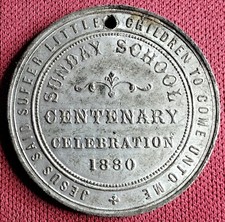 JESUS SAID SUFFER LITTLE CHILDREN TO COME UNTO ME
SUNDAY SCHOOL
CENTENARY
CELEBRATION
1880